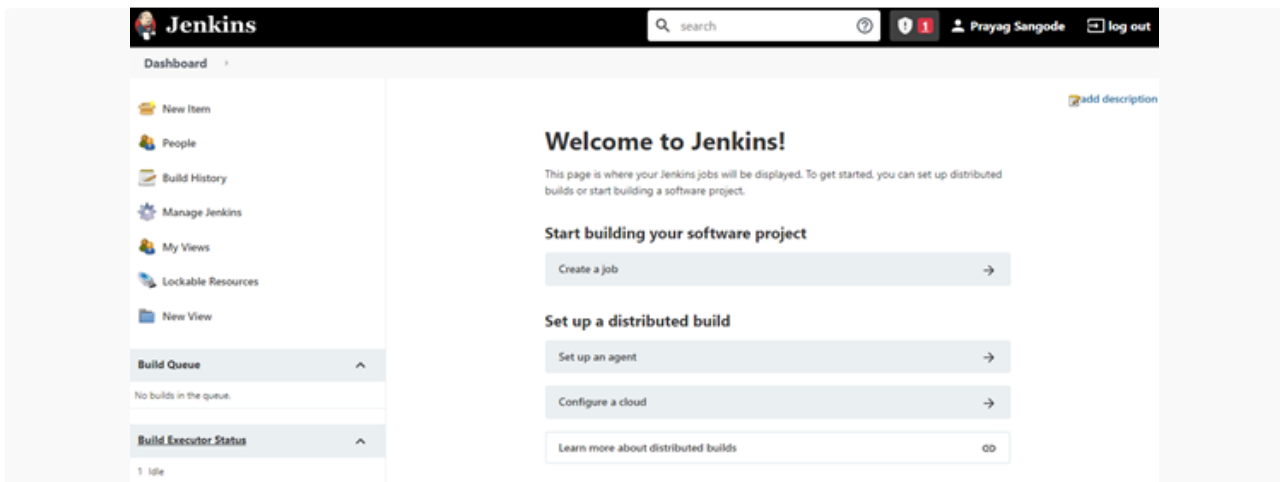 Jenkins
search
1
Prayag Sangode
log out
Dashboard
add description
New Item
People
Build History
Manage Jenkins
My Views
Lockable Resources
New View
Build Queue
No builds in the queue.
Build Executor Status
1 Idle
Welcome to Jenkins!
This page is where your Jenkins jobs will be displayed. To get started, you can set up distributed
builds or start building a software project.
Start building your software project
Create a job
Set up a distributed build
Set up an agent
Configure a cloud
Learn more about distributed builds